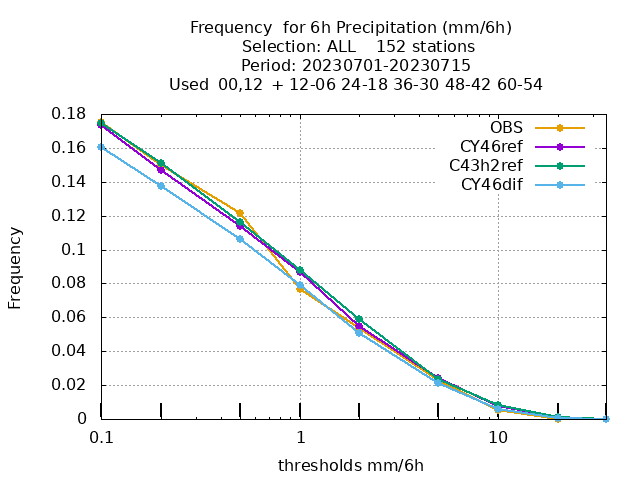 Frequency  for 6h Precipitation (mm/6h)
Selection: ALL    152 stations
Period: 20230701-20230715
Used  00,12  + 12-06 24-18 36-30 48-42 60-54
OBS
CY46ref
C43h2ref
CY46dif
Frequency
0.18
0.16
0.14
0.12
0.1
0.08
0.06
0.04
0.02
0
0.1 1 10
thresholds mm/6h